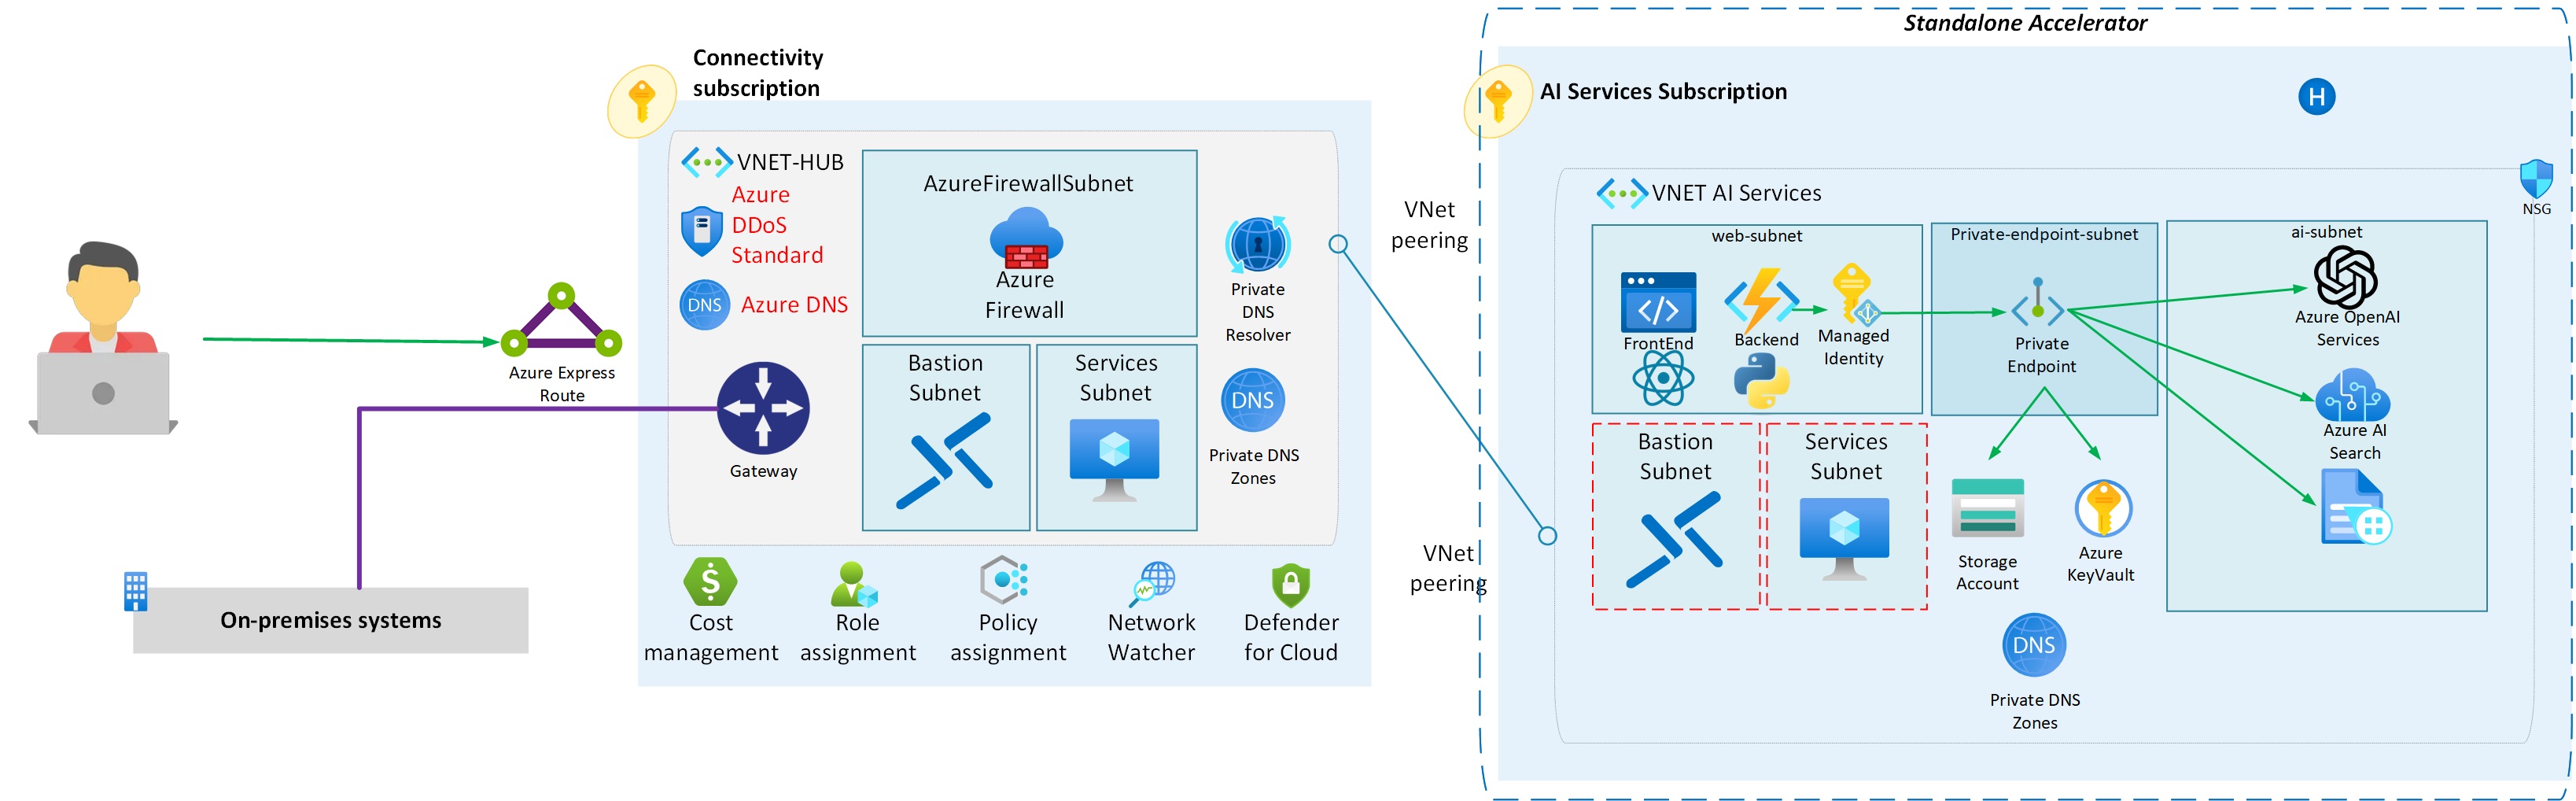 Standalone Accelerator
Connectivity
subscription
AI Services Subscription
H
VNET-HUB
Azure
DDoS
Standard
DNS
Azure DNS
Gateway
AzureFirewallSubnet
Azure
Firewall
Bastion
Subnet
Services
Subnet
Private
DNS
Resolver
DNS
Private DNS
Zones
Azure Express
Route
On-premises systems
$
Cost
management
Role
assignment
Policy
assignment
Network
Watcher
Defender
for Cloud
VNet
peering
VNet
peering
NSG
VNET AI Services
web-subnet
FrontEnd
Backend
Managed
Identity
Private-endpoint-subnet
Private
Endpoint
ai-subnet
Azure OpenAI
Services
Azure AI
Search
Bastion
Subnet
Services
Subnet
Storage
Account
Azure
KeyVault
DNS
Private DNS
Zones